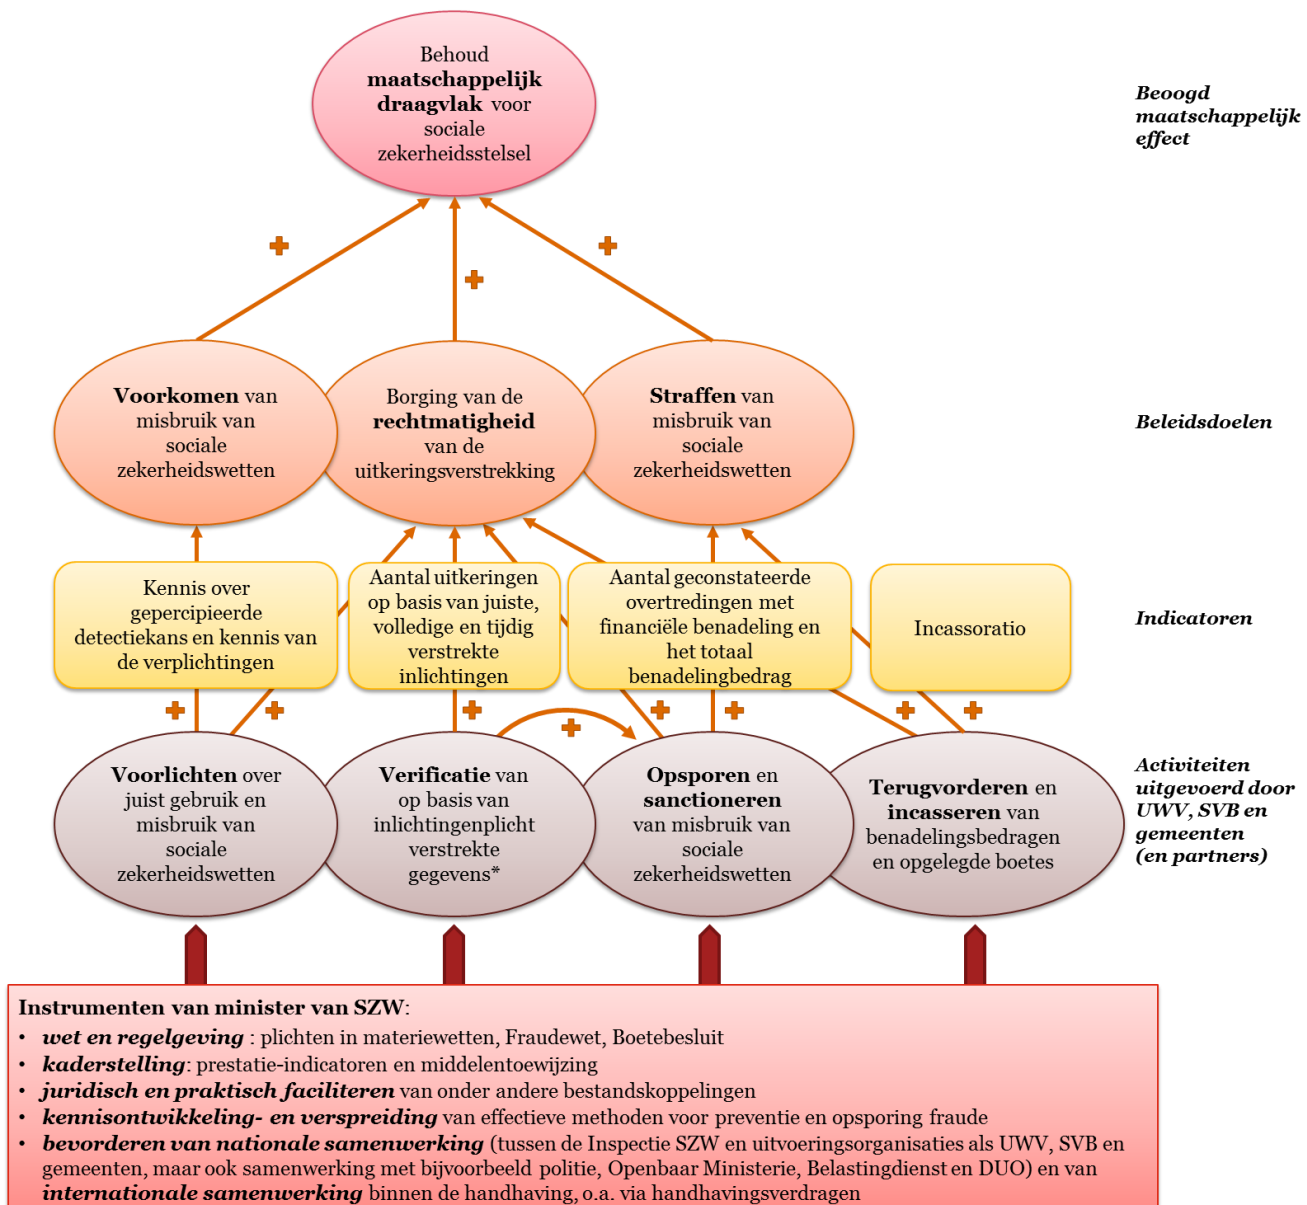 Behoud
maatschappelijk
draagvlak voor
sociale
zekerheidsstelsel
Beoogd
maatschappelijk
effect
Voorkomen van
misbruik van
sociale
zekerheidswetten
Borging van de
rechtmatigheid
van de
uitkeringsverstrekking
Straffen van
misbruik van
sociale
zekerheidswetten
Beleidsdoelen
Kennis over
gepercipieerde
detectiekans en kennis van
de verplichtingen
Aantal uitkeringen
op basis van juiste,
volledige en tijdig
verstrekte
inlichtingen
Aantal geconstateerde
overtredingen met
financiële benadeling en
het totaal
benadelingbedrag
Incassoratio
Indicatoren
Voorlichten over
juist gebruik en
misbruik van
sociale
zekerheidswetten
Verificatie van
op basis van
inlichtingenplicht
verstrekte
gegevens*
Opsporen en
sanctioneren
van misbruik van
sociale
zekerheidswetten
Terugvorderen en
incasseren van
benadelingsbedragen
en opgelegde boetes
Activiteiten
uitgevoerd door
UWV, SVB en
gemeenten
(en partners)
Instrumenten van minister van SZW:
• wet en regelgeving : plichten in materiewetten, Fraudewet, Boetebesluit
• kaderstelling: prestatie-indicatoren en middelentoewijzing
• juridisch en praktisch faciliteren van onder andere bestandskoppelingen
• kennisontwikkeling- en verspreiding van effectieve methoden voor preventie en opsporing fraude
• bevorderen van nationale samenwerking (tussen de Inspectie SZW en uitvoeringsorganisaties als UWV, SVB en
gemeenten, maar ook samenwerking met bijvoorbeeld politie, Openbaar Ministerie, Belastingdienst en DUO) en van
internationale samenwerking binnen de handhaving, o.a. via handhavingsverdragen